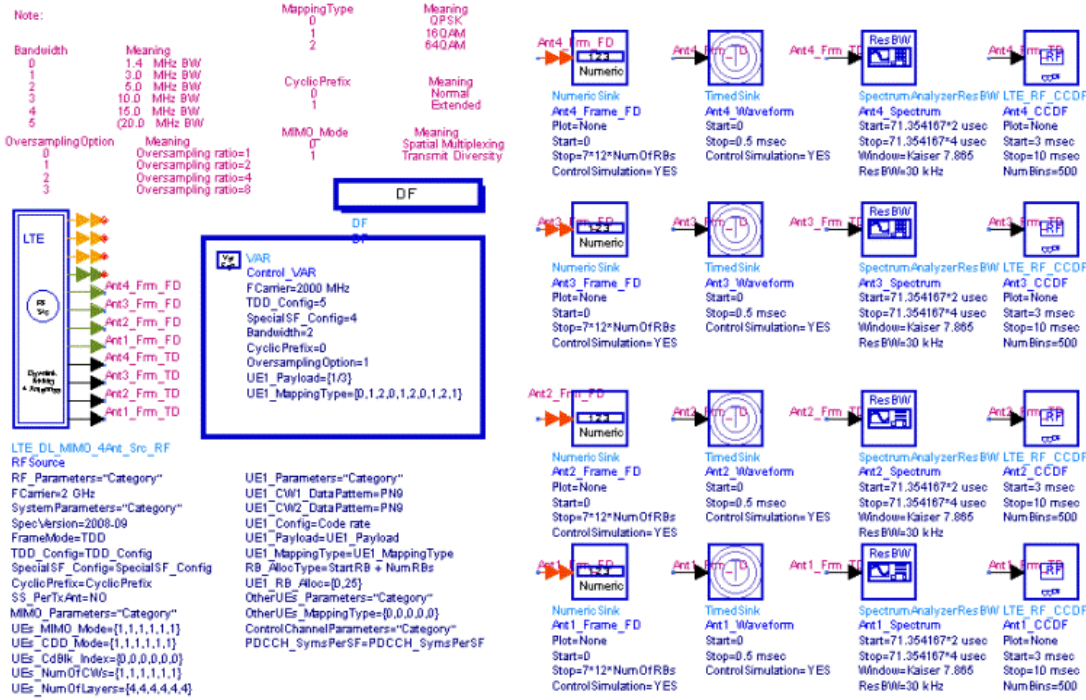 Note:
Bandwidth Meaning
0 1.4 MHz BW
1 3.0 MHz BW
2 5.0 MHz BW
3 10.0 MHz BW
4 15.0 MHz BW
5 (20.0 MHz BW
OversamplingOption Meaning
0 Oversampling ratio=1
1 Oversampling ratio=2
2 Oversampling ratio=4
3 Oversampling ratio=8
MappingType Meaning
0 QPSK
1 16QAM
2 64QAM
CyclicPrefix Meaning
0 Normal
1 Extended
MIMO_Mode Meaning
0 Spatial Multiplexing
1 Transmit Diversity
DF
DF
DF
LTE
RF
Ant4_Frm_FD
Ant3_Frm_FD
Ant2_Frm_FD
Ant1_Frm_FD
Ant4_Frm_TD
Ant3_Frm_TD
Ant2_Frm_TD
Ant1_Frm_TD
VAR
Control_VAR
FCarrier=2000 MHz
TDD_Config=5
SpecialSF_Config=4
Bandwidth=2
CyclicPrefix=0
OversamplingOption=1
UE1_Payload={1/3}
UE1_MappingType={0,1,2,0,1,2,0,1,2,1}
LTE_DL_MIMO_4Ant_Src_RF
RFSource
RF_Parameters="Category"
FCarrier=2 GHz
SystemParameters="Category"
SpecVersion=2008-09
FrameMode=TDD
TDD_Config=TDD_Config
SpecialSF_Config=SpecialSF_Config
CyclicPrefix=CyclicPrefix
SS_PerTxAnt=NO
MIMO_Parameters="Category"
UEs_MIMO_Mode={1,1,1,1,1,1}
UEs_CDD_Mode={1,1,1,1,1,1}
UEs_CdBlk_Index={0,0,0,0,0,0}
UEs_NumOfCWs={1,1,1,1,1,1}
UEs_NumOfLayers={4,4,4,4,4,4}
UE1_Parameters="Category"
UE1_CW1_DataPattern=PN9
UE1_CW2_DataPattern=PN9
UE1_Config=Code rate
UE1_Payload=UE1_Payload
UE1_MappingType=UE1_MappingType
RB_AllocType=StartRB + NumRBs
UE1_RB_Alloc={0,25}
OtherUEs_Parameters="Category"
OtherUEs_MappingType={0,0,0,0,0}
ControlChannelParameters="Category"
PDCCH_SymsPerSF=PDCCH_SymsPerSF
Ant4_Frm_FD
123
Numeric
NumericSink
Ant4_Frame_FD
Plot=None
Start=0
Stop=7*12*NumOfRBs
ControlSimulation=YES
TimedSink
Ant4_Waveform
Start=0
Stop=0.5 msec
ControlSimulation=YES
Ant4_Frm_TD
ResBW
SpectrumAnalyzerResBW
Ant4_Spectrum
Start=71.354167*2 usec
Stop=71.354167*4 usec
Window=Kaiser 7.865
ResBW=30 kHz
RF
LTE_RF_CCDF
Ant4_CCDF
Plot=None
Start=3 msec
Stop=10 msec
NumBins=500
Ant3_Frm_FD
Numeric
NumericSink
Ant3_Frame_FD
Plot=None
Start=0
Stop=7*12*NumOfRBs
ControlSimulation=YES
TimedSink
Ant3_Waveform
Start=0
Stop=0.5 msec
ControlSimulation=YES
Ant3_Frm_TD
ResBW
SpectrumAnalyzerResBW
Ant3_Spectrum
Start=71.354167*2 usec
Stop=71.354167*4 usec
Window=Kaiser 7.865
ResBW=30 kHz
RF
LTE_RF_CCDF
Ant3_CCDF
Plot=None
Start=3 msec
Stop=10 msec
NumBins=500
Ant2_Frm_FD
123
Numeric
NumericSink
Ant2_Frame_FD
Plot=None
Start=0
Stop=7*12*NumOfRBs
ControlSimulation=YES
TimedSink
Ant2_Waveform
Start=0
Stop=0.5 msec
ControlSimulation=YES
Ant2_Frm_TD
ResBW
SpectrumAnalyzerResBW
Ant2_Spectrum
Start=71.354167*2 usec
Stop=71.354167*4 usec
Window=Kaiser 7.865
ResBW=30 kHz
RF
LTE_RF_CCDF
Ant2_CCDF
Start=3 msec
Stop=10 msec
NumBins=500
Ant1_Frm_FD
123
Numeric
NumericSink
Ant1_Frame_FD
Plot=None
Start=0
Stop=7*12*NumOfRBs
ControlSimulation=YES
TimedSink
Ant1_Waveform
Start=0
Stop=0.5 msec
ControlSimulation=YES
Ant1_Frm_TD
ResBW
SpectrumAnalyzerResBW
Ant1_Spectrum
Start=71.354167*2 usec
Stop=71.354167*4 usec
Window=Kaiser 7.865
ResBW=30 kHz
RF
LTE_RF_CCDF
Ant1_CCDF
Plot=None
Start=3 msec
Stop=10 msec
NumBins=500